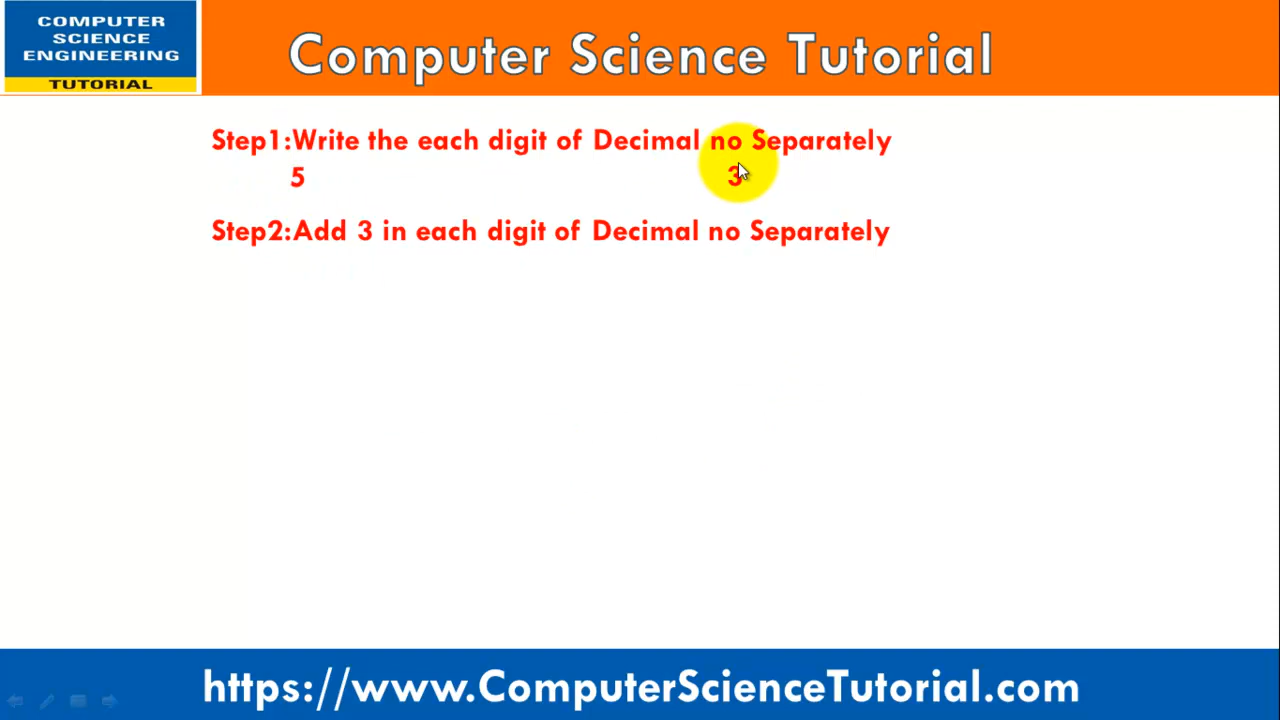 COMPUTER
SCIENCE
ENGINEERING
TUTORIAL
Computer Science Tutorial
Step1:Write the each digit of Decimal no Separately
5 3
Step2:Add 3 in each digit of Decimal no Separately
https://www.ComputerScienceTutorial.com